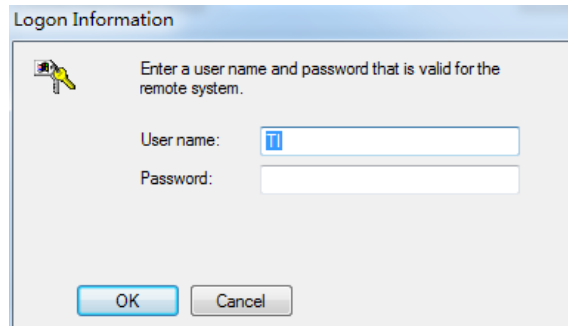 Logon Information
Enter a user name and password that is valid for the
remote system.
User name:
TI
Password:
OK
Cancel